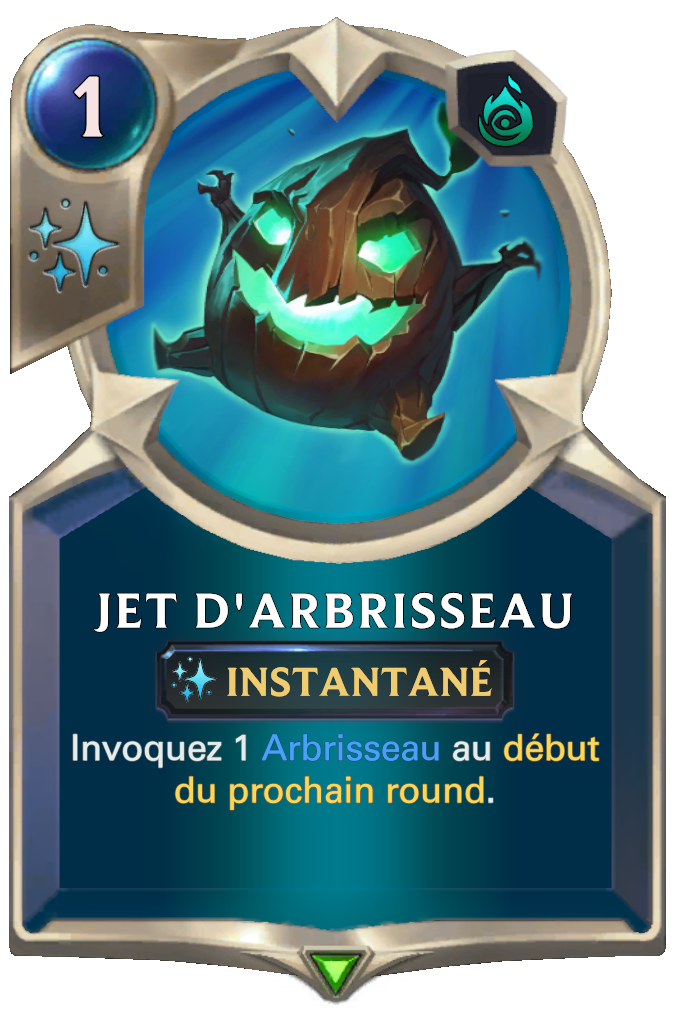 1
JET D'ARBRISSEAU
INSTANTANÉ
Invoquez 1 Arbrisseau au début
du prochain round.